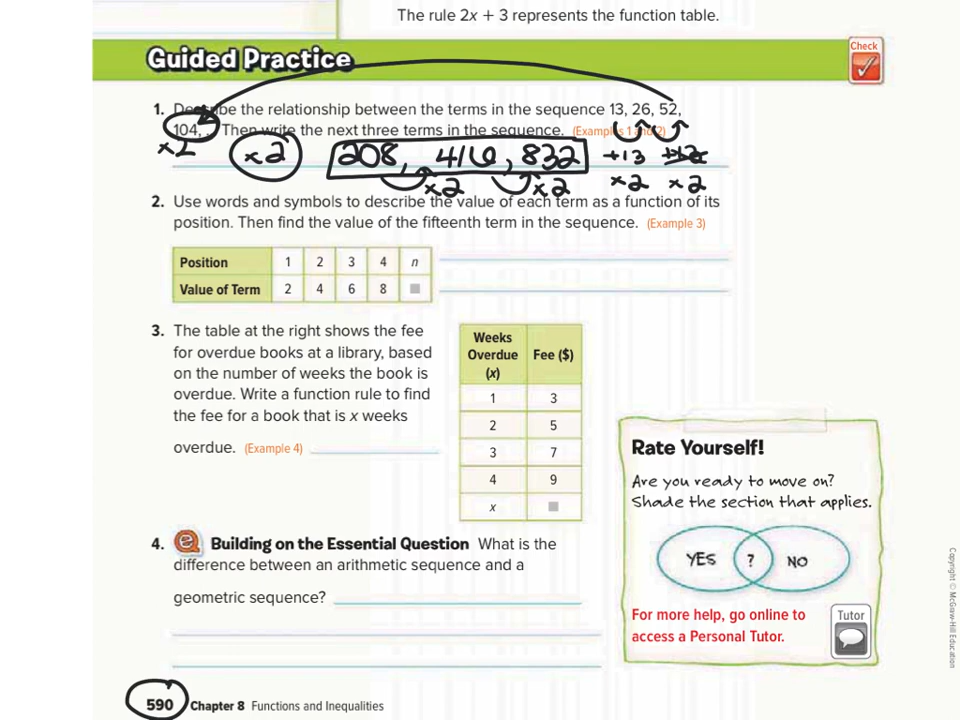 The rule 2x + 3 represents the function table.
Guided Practice
Check
1. Describe the relationship between the terms in the sequence 13, 26, 52,
104, . Then write the next three terms in the sequence. (Examples 1 and 2)
×2 ×2 208, 416, 832 +13
×2 ×2 ×2 ×2
2. Use words and symbols to describe the value of each term as a function of its
position. Then find the value of the fifteenth term in the sequence. (Example 3)
Position 1 2 3 4 n
Value of Term 2 4 6 8 ■
3. The table at the right shows the fee
for overdue books at a library, based
on the number of weeks the book is
overdue. Write a function rule to find
the fee for a book that is x weeks
overdue. (Example 4)
Weeks
Overdue Fee ($)
(x)
1 3
2 5
3 7
4 9
x ■
Rate Yourself!
Are you ready to move on?
Shade the section that applies.
YES ? NO
For more help, go online to
access a Personal Tutor.
Tutor
4. e Building on the Essential Question What is the
difference between an arithmetic sequence and a
geometric sequence?
590 Chapter 8 Functions and Inequalities
Copyright © McGraw-Hill Education